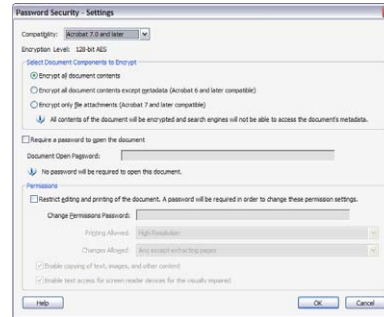 Password Security - Settings
Compatibility: Acrobat 7.0 and later
Encryption Level: 128-bit AES
Select Document Components to Encrypt
Encrypt all document contents
Encrypt all document contents except metadata (Acrobat 6 and later compatible)
Encrypt only file attachments (Acrobat 7 and later compatible)
All contents of the document will be encrypted and search engines will not be able to access the document's metadata.
Require a password to open the document
Document Open Password:
No password will be required to open this document.
Permissions
Restrict editing and printing of the document. A password will be required in order to change these permission settings.
Change Permissions Password:
Printing Allowed: High Resolution
Changes Allowed: Any except extracting pages
Enable copying of text, images, and other content
Enable text access for screen reader devices for the visually impaired
Help OK Cancel